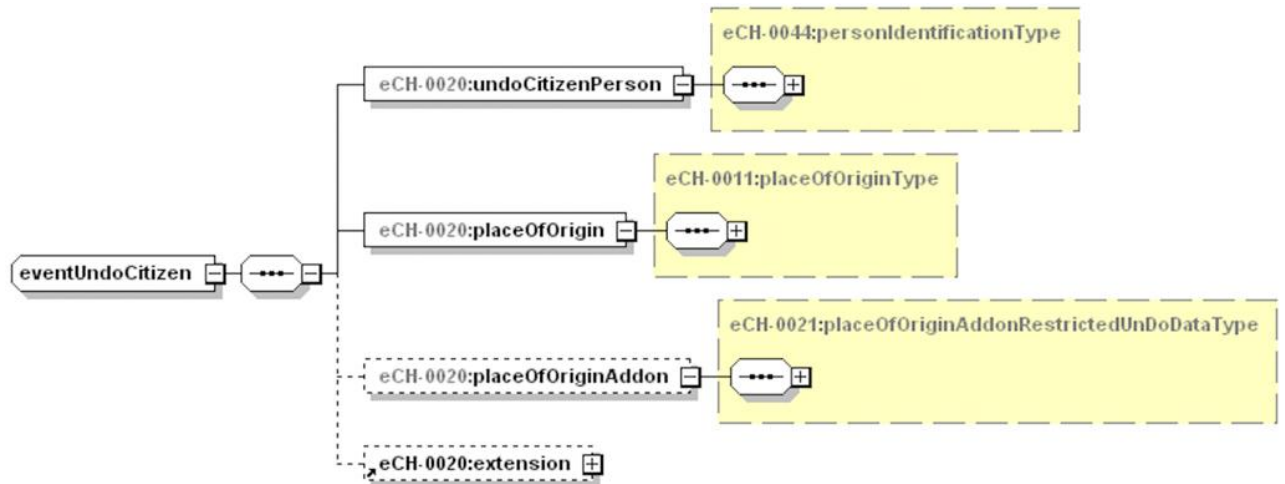 eCH-0044:personIdentificationType
eCH-0020:undoCitizenPerson
eCH-0011:placeOfOriginType
eCH-0020:placeOfOrigin
eventUndoCitizen
eCH-0021:placeOfOriginAddonRestrictedUnDoDataType
eCH-0020:placeOfOriginAddon
eCH-0020:extension